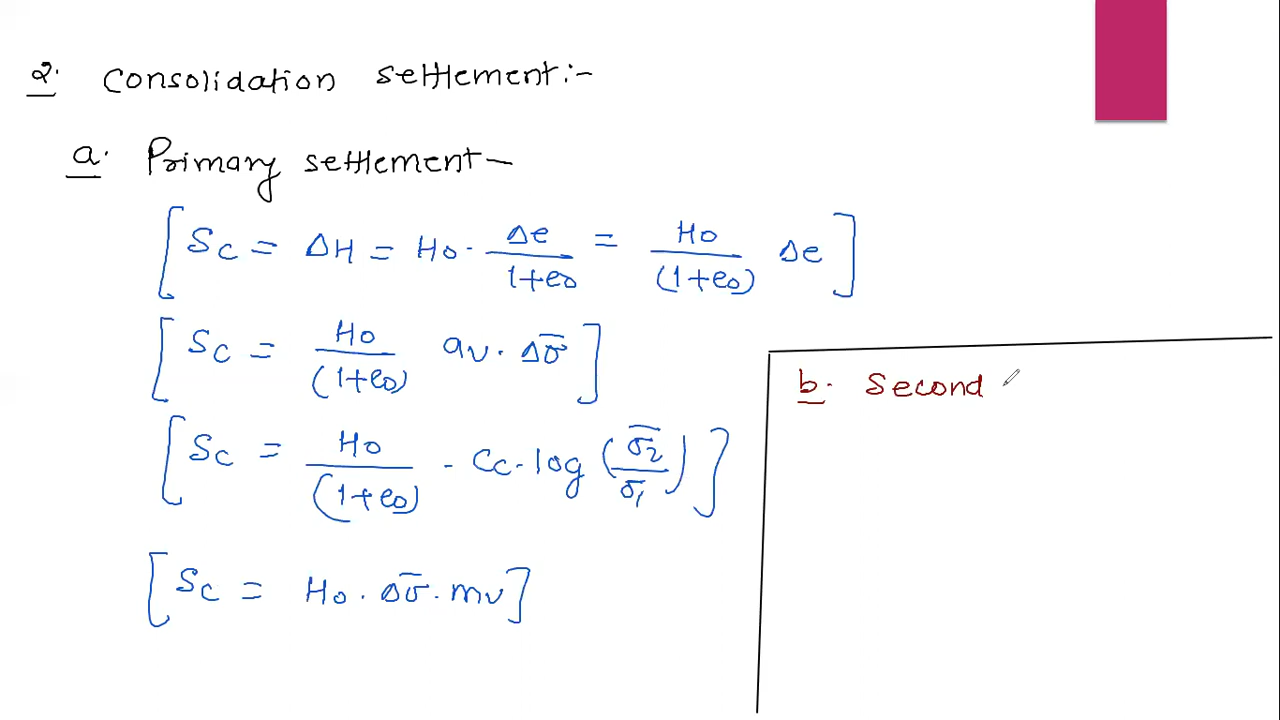 2. Consolidation settlement:-
a. Primary settlement-
[Sc = ΔH = Ho · Δe/(1+eo) = Ho/(1+eo) Δe]
[Sc = Ho/(1+eo) av · Δσ̅]
[Sc = Ho/(1+eo) - Cc · log (σ̅2/σ̅1)]
[Sc = Ho · Δσ̅ · mv]
b. Second